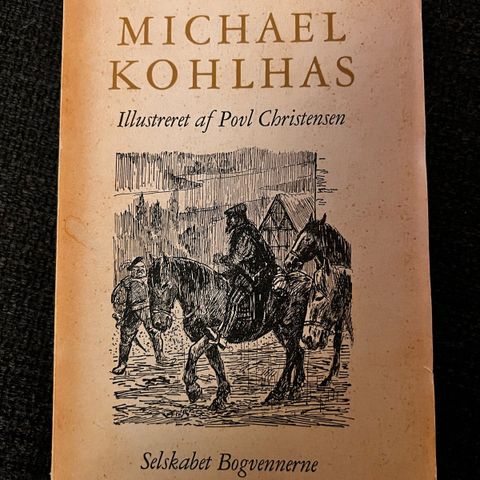 MICHAEL
KOHLHAS
Illustreret af Povl Christensen
Selskabet Bogvennerne